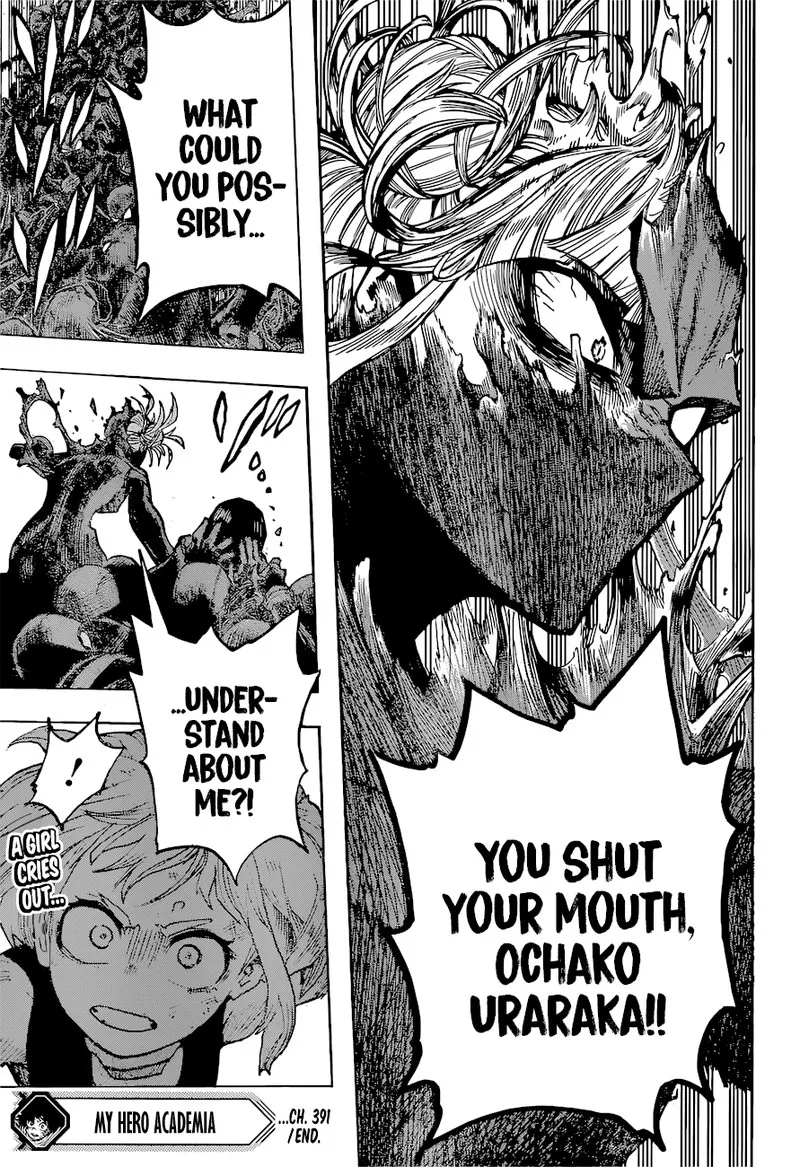 YOU SHUT
YOUR MOUTH,
OCHAKO
URARAKA!!
WHAT
COULD
YOU POS-
SIBLY...
...UNDER-
STAND
ABOUT
ME?!
!
A GIRL
CRIES
OUT...
MY HERO ACADEMIA
...CH. 391
/END.